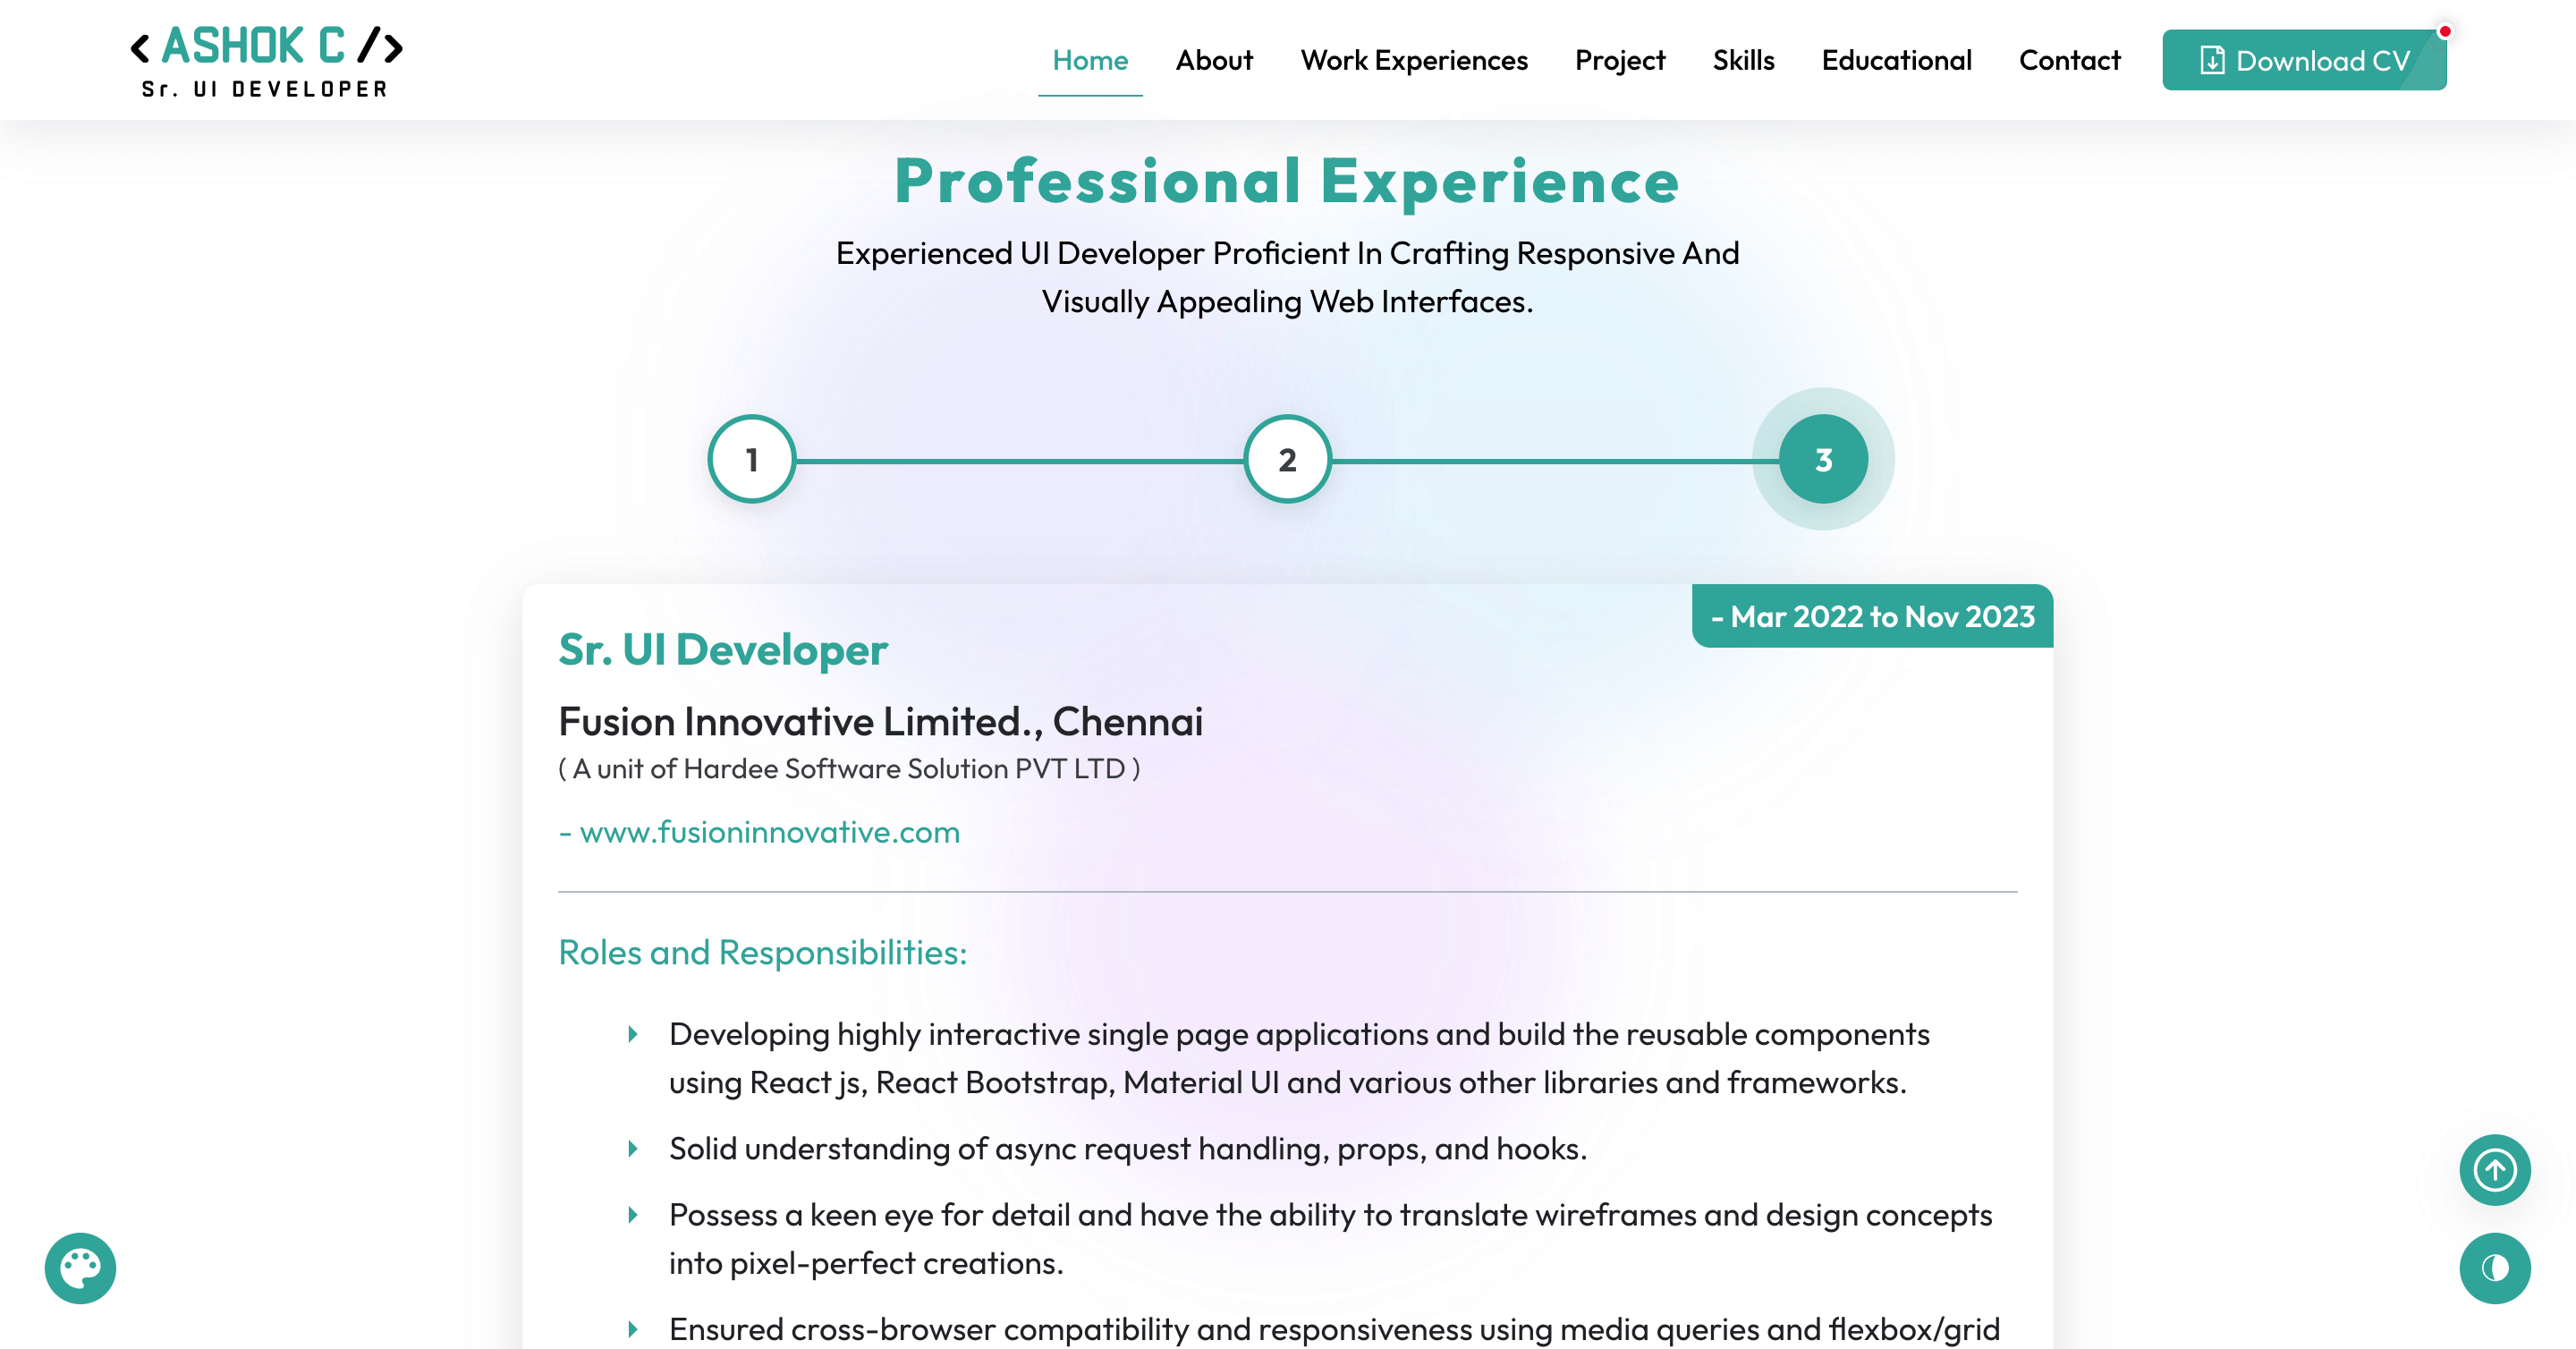 < ASHOK C />
Sr. UI DEVELOPER
Home About Work Experiences Project Skills Educational Contact Download CV
Professional Experience
Experienced UI Developer Proficient In Crafting Responsive And
Visually Appealing Web Interfaces.
1 2 3
- Mar 2022 to Nov 2023
Sr. UI Developer
Fusion Innovative Limited., Chennai
( A unit of Hardee Software Solution PVT LTD )
- www.fusioninnovative.com
Roles and Responsibilities:
Developing highly interactive single page applications and build the reusable components
using React js, React Bootstrap, Material UI and various other libraries and frameworks.
Solid understanding of async request handling, props, and hooks.
Possess a keen eye for detail and have the ability to translate wireframes and design concepts
into pixel-perfect creations.
Ensured cross-browser compatibility and responsiveness using media queries and flexbox/grid